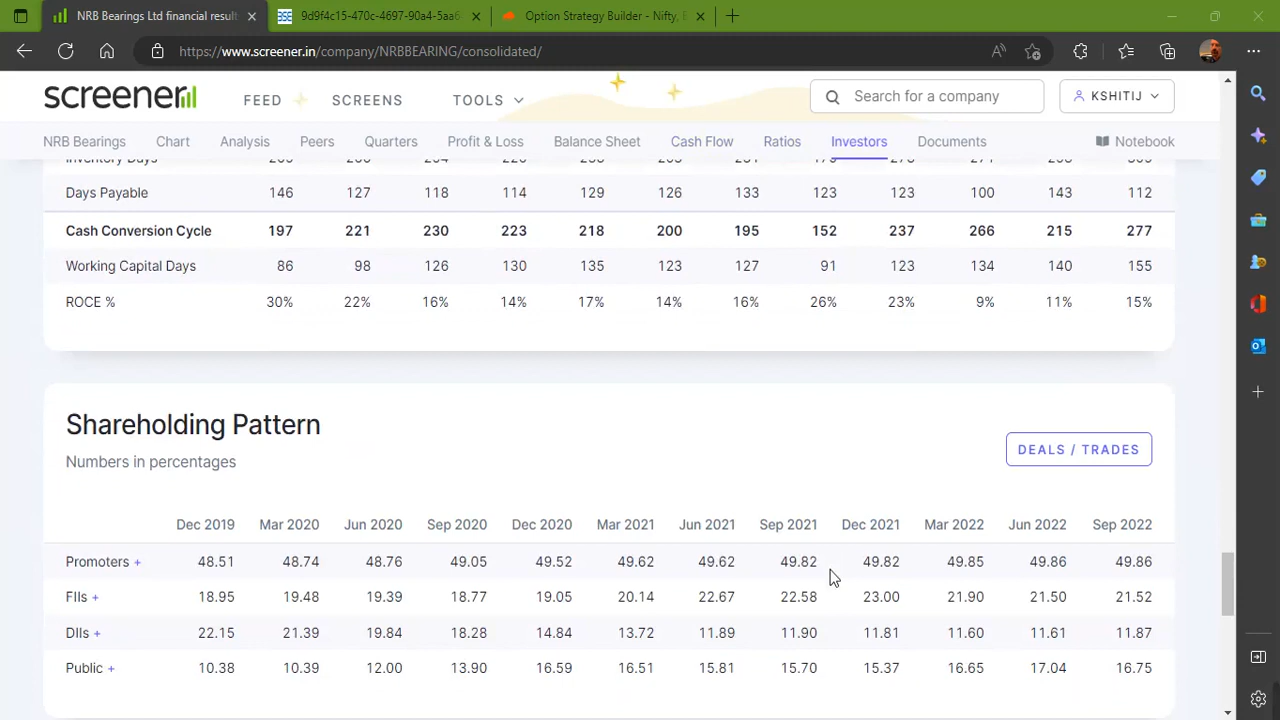 NRB Bearings Ltd financial result
9d9f4c15-470c-4697-90a4-5aa6
Option Strategy Builder - Nifty,
https://www.screener.in/company/NRBBEARING/consolidated/
screener
FEED
SCREENS
TOOLS
Search for a company
KSHITIJ
NRB Bearings Chart Analysis Peers Quarters Profit & Loss Balance Sheet Cash Flow Ratios Investors Documents Notebook
Inventory Days
Days Payable 146 127 118 114 129 126 133 123 123 100 143 112
Cash Conversion Cycle 197 221 230 223 218 200 195 152 237 266 215 277
Working Capital Days 86 98 126 130 135 123 127 91 123 134 140 155
ROCE % 30% 22% 16% 14% 17% 14% 16% 26% 23% 9% 11% 15%
Shareholding Pattern
Numbers in percentages
DEALS / TRADES
Dec 2019 Mar 2020 Jun 2020 Sep 2020 Dec 2020 Mar 2021 Jun 2021 Sep 2021 Dec 2021 Mar 2022 Jun 2022 Sep 2022
Promoters + 48.51 48.74 48.76 49.05 49.52 49.62 49.62 49.82 49.82 49.85 49.86 49.86
FIIs + 18.95 19.48 19.39 18.77 19.05 20.14 22.67 22.58 23.00 21.90 21.50 21.52
DIIs + 22.15 21.39 19.84 18.28 14.84 13.72 11.89 11.90 11.81 11.60 11.61 11.87
Public + 10.38 10.39 12.00 13.90 16.59 16.51 15.81 15.70 15.37 16.65 17.04 16.75